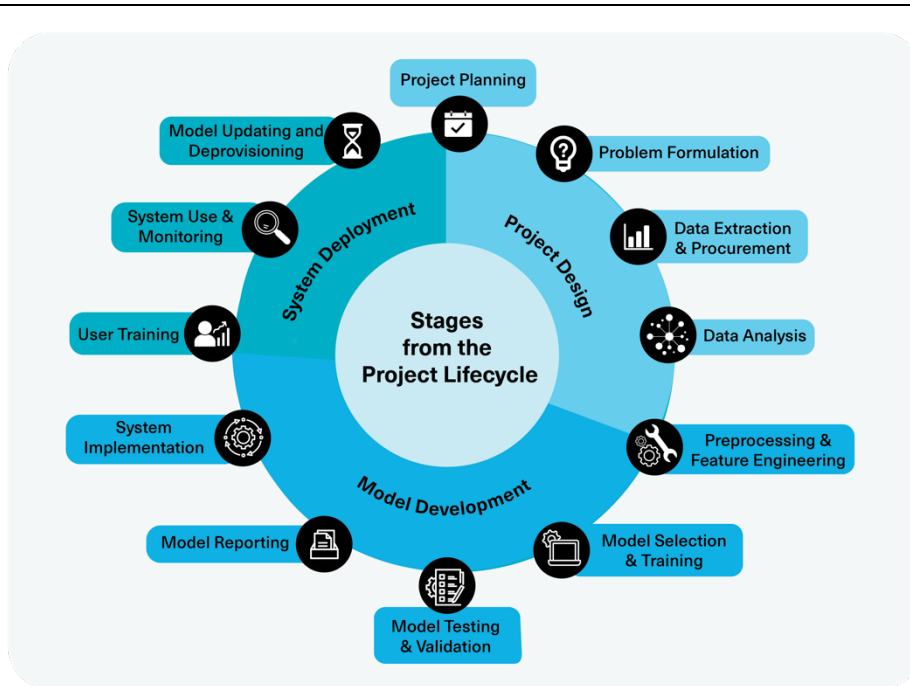 Project Planning
Problem Formulation
Data Extraction
& Procurement
Data Analysis
Preprocessing &
Feature Engineering
Model Selection
& Training
Model Testing
& Validation
Model Reporting
System
Implementation
User Training
System Use &
Monitoring
Model Updating and
Deprovisioning
Project Design
Model Development
System Deployment
Stages
from the
Project Lifecycle